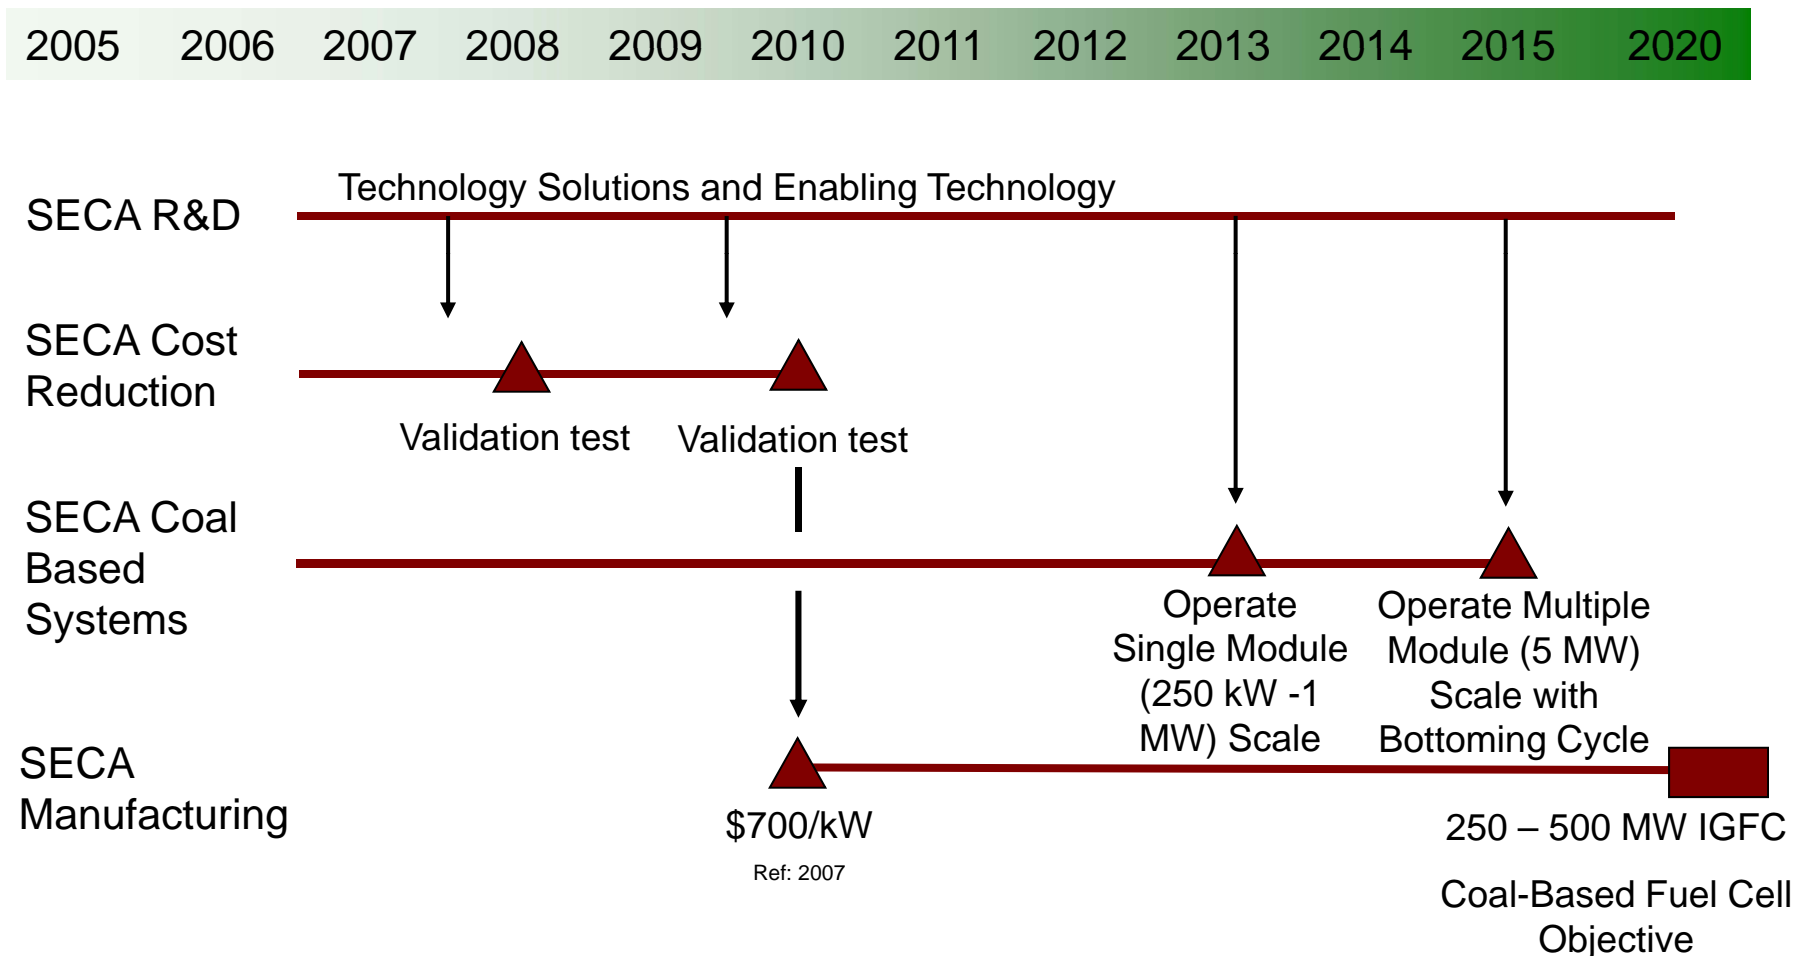 2005 2006 2007 2008 2009 2010 2011 2012 2013 2014 2015 2020
Technology Solutions and Enabling Technology
SECA R&D
SECA Cost
Reduction
Validation test
Validation test
SECA Coal
Based
Systems
Operate
Single Module
(250 kW -1
MW) Scale
Operate Multiple
Module (5 MW)
Scale with
Bottoming Cycle
SECA
Manufacturing
$700/kW
Ref: 2007
250 – 500 MW IGFC
Coal-Based Fuel Cell
Objective